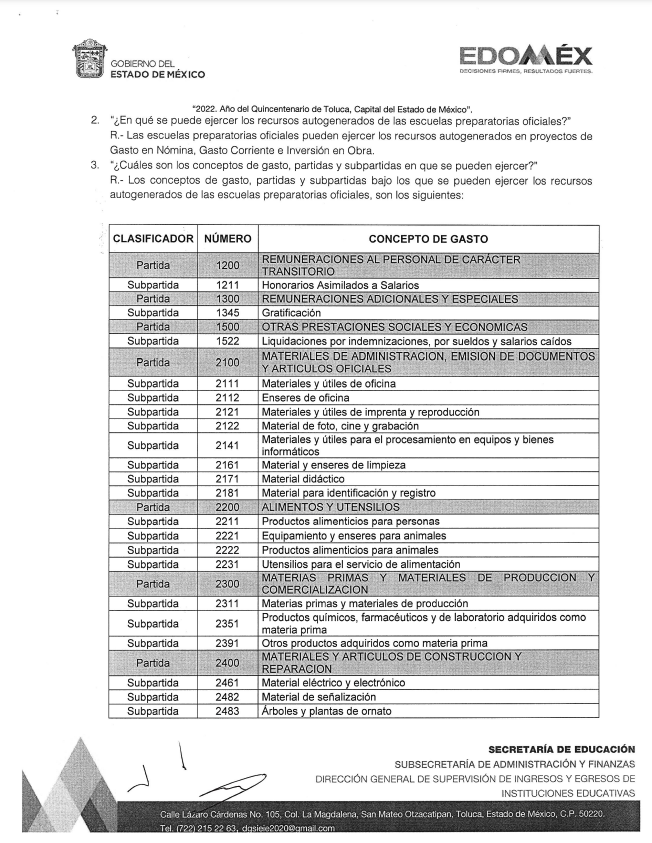 GOBIERNO DEL
ESTADO DE MÉXICO
EDOMÉX
DECISIONES FIRMES, RESULTADOS FUERTES.
"2022. Año del Quincentenario de Toluca, Capital del Estado de México".
2. "¿En qué se puede ejercer los recursos autogenerados de las escuelas preparatorias oficiales?"
R.- Las escuelas preparatorias oficiales pueden ejercer los recursos autogenerados en proyectos de
Gasto en Nómina, Gasto Corriente e Inversión en Obra.
3. "¿Cuáles son los conceptos de gasto, partidas y subpartidas en que se pueden ejercer?"
R.- Los conceptos de gasto, partidas y subpartidas bajo los que se pueden ejercer los recursos
autogenerados de las escuelas preparatorias oficiales, son los siguientes:
CLASIFICADOR NÚMERO CONCEPTO DE GASTO
Partida 1200 REMUNERACIONES AL PERSONAL DE CARÁCTER
TRANSITORIO
Subpartida 1211 Honorarios Asimilados a Salarios
Partida 1300 REMUNERACIONES ADICIONALES Y ESPECIALES
Subpartida 1345 Gratificación
Partida 1500 OTRAS PRESTACIONES SOCIALES Y ECONOMICAS
Subpartida 1522 Liquidaciones por indemnizaciones, por sueldos y salarios caídos
Partida 2100 MATERIALES DE ADMINISTRACION, EMISION DE DOCUMENTOS
Y ARTICULOS OFICIALES
Subpartida 2111 Materiales y útiles de oficina
Subpartida 2112 Enseres de oficina
Subpartida 2121 Materiales y útiles de imprenta y reproducción
Subpartida 2122 Material de foto, cine y grabación
Subpartida 2141 Materiales y útiles para el procesamiento en equipos y bienes
informáticos
Subpartida 2161 Material y enseres de limpieza
Subpartida 2171 Material didáctico
Subpartida 2181 Material para identificación y registro
Partida 2200 ALIMENTOS Y UTENSILIOS
Subpartida 2211 Productos alimenticios para personas
Subpartida 2221 Equipamiento y enseres para animales
Subpartida 2222 Productos alimenticios para animales
Subpartida 2231 Utensilios para el servicio de alimentación
Partida 2300 MATERIAS PRIMAS Y MATERIALES DE PRODUCCION Y
COMERCIALIZACION
Subpartida 2311 Materias primas y materiales de producción
Subpartida 2351 Productos químicos, farmacéuticos y de laboratorio adquiridos como
materia prima
Subpartida 2391 Otros productos adquiridos como materia prima
Partida 2400 MATERIALES Y ARTICULOS DE CONSTRUCCION Y
REPARACION
Subpartida 2461 Material eléctrico y electrónico
Subpartida 2482 Material de señalización
Subpartida 2483 Árboles y plantas de ornato
SECRETARÍA DE EDUCACIÓN
SUBSECRETARÍA DE ADMINISTRACIÓN Y FINANZAS
DIRECCIÓN GENERAL DE SUPERVISIÓN DE INGRESOS Y EGRESOS DE
INSTITUCIONES EDUCATIVAS
Calle Lázaro Cárdenas No. 105, Col. La Magdalena, San Mateo Otzacatipan, Toluca, Estado de México, C.P. 50220.
Tel. (722) 215 22 63, dgsieie2020@gmail.com